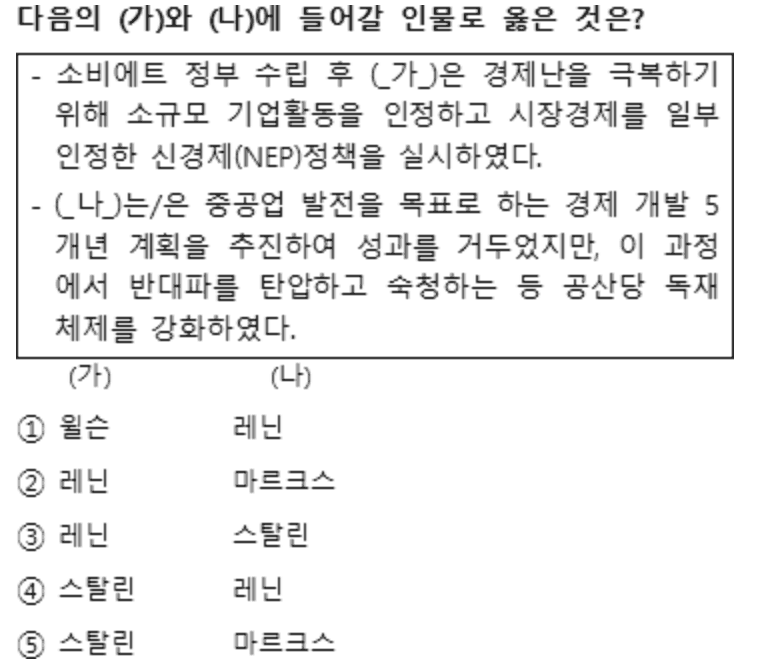 다음의 (가)와 (나)에 들어갈 인물로 옳은 것은?
- 소비에트 정부 수립 후 (_가_)은 경제난을 극복하기
위해 소규모 기업활동을 인정하고 시장경제를 일부
인정한 신경제(NEP)정책을 실시하였다.
- (_나_)는/은 중공업 발전을 목표로 하는 경제 개발 5
개년 계획을 추진하여 성과를 거두었지만, 이 과정
에서 반대파를 탄압하고 숙청하는 등 공산당 독재
체제를 강화하였다.
(가) (나)
① 윌슨 레닌
② 레닌 마르크스
③ 레닌 스탈린
④ 스탈린 레닌
⑤ 스탈린 마르크스